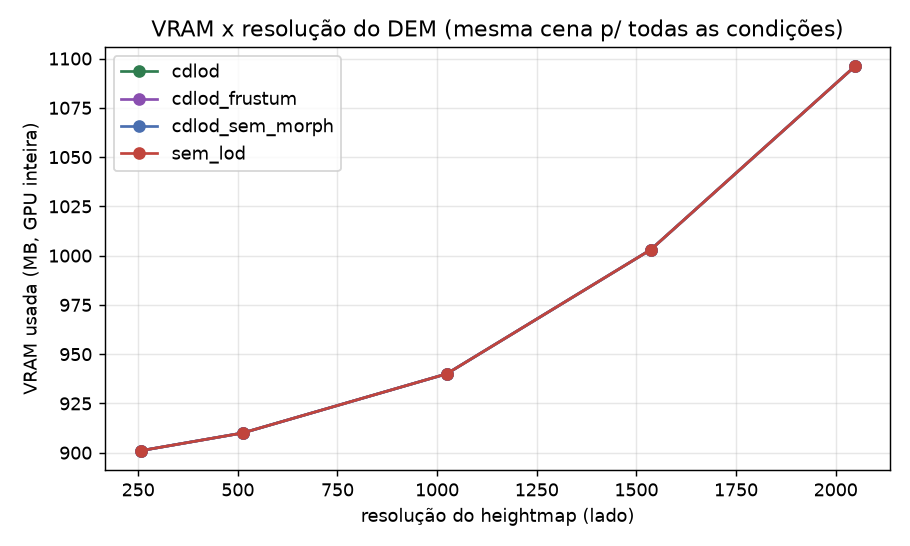 VRAM x resolução do DEM (mesma cena p/ todas as condições)
cdlod
cdlod_frustum
cdlod_sem_morph
sem_lod
VRAM usada (MB, GPU inteira)
1100
1075
1050
1025
1000
975
950
925
900
250
500
750
1000
1250
1500
1750
2000
resolução do heightmap (lado)